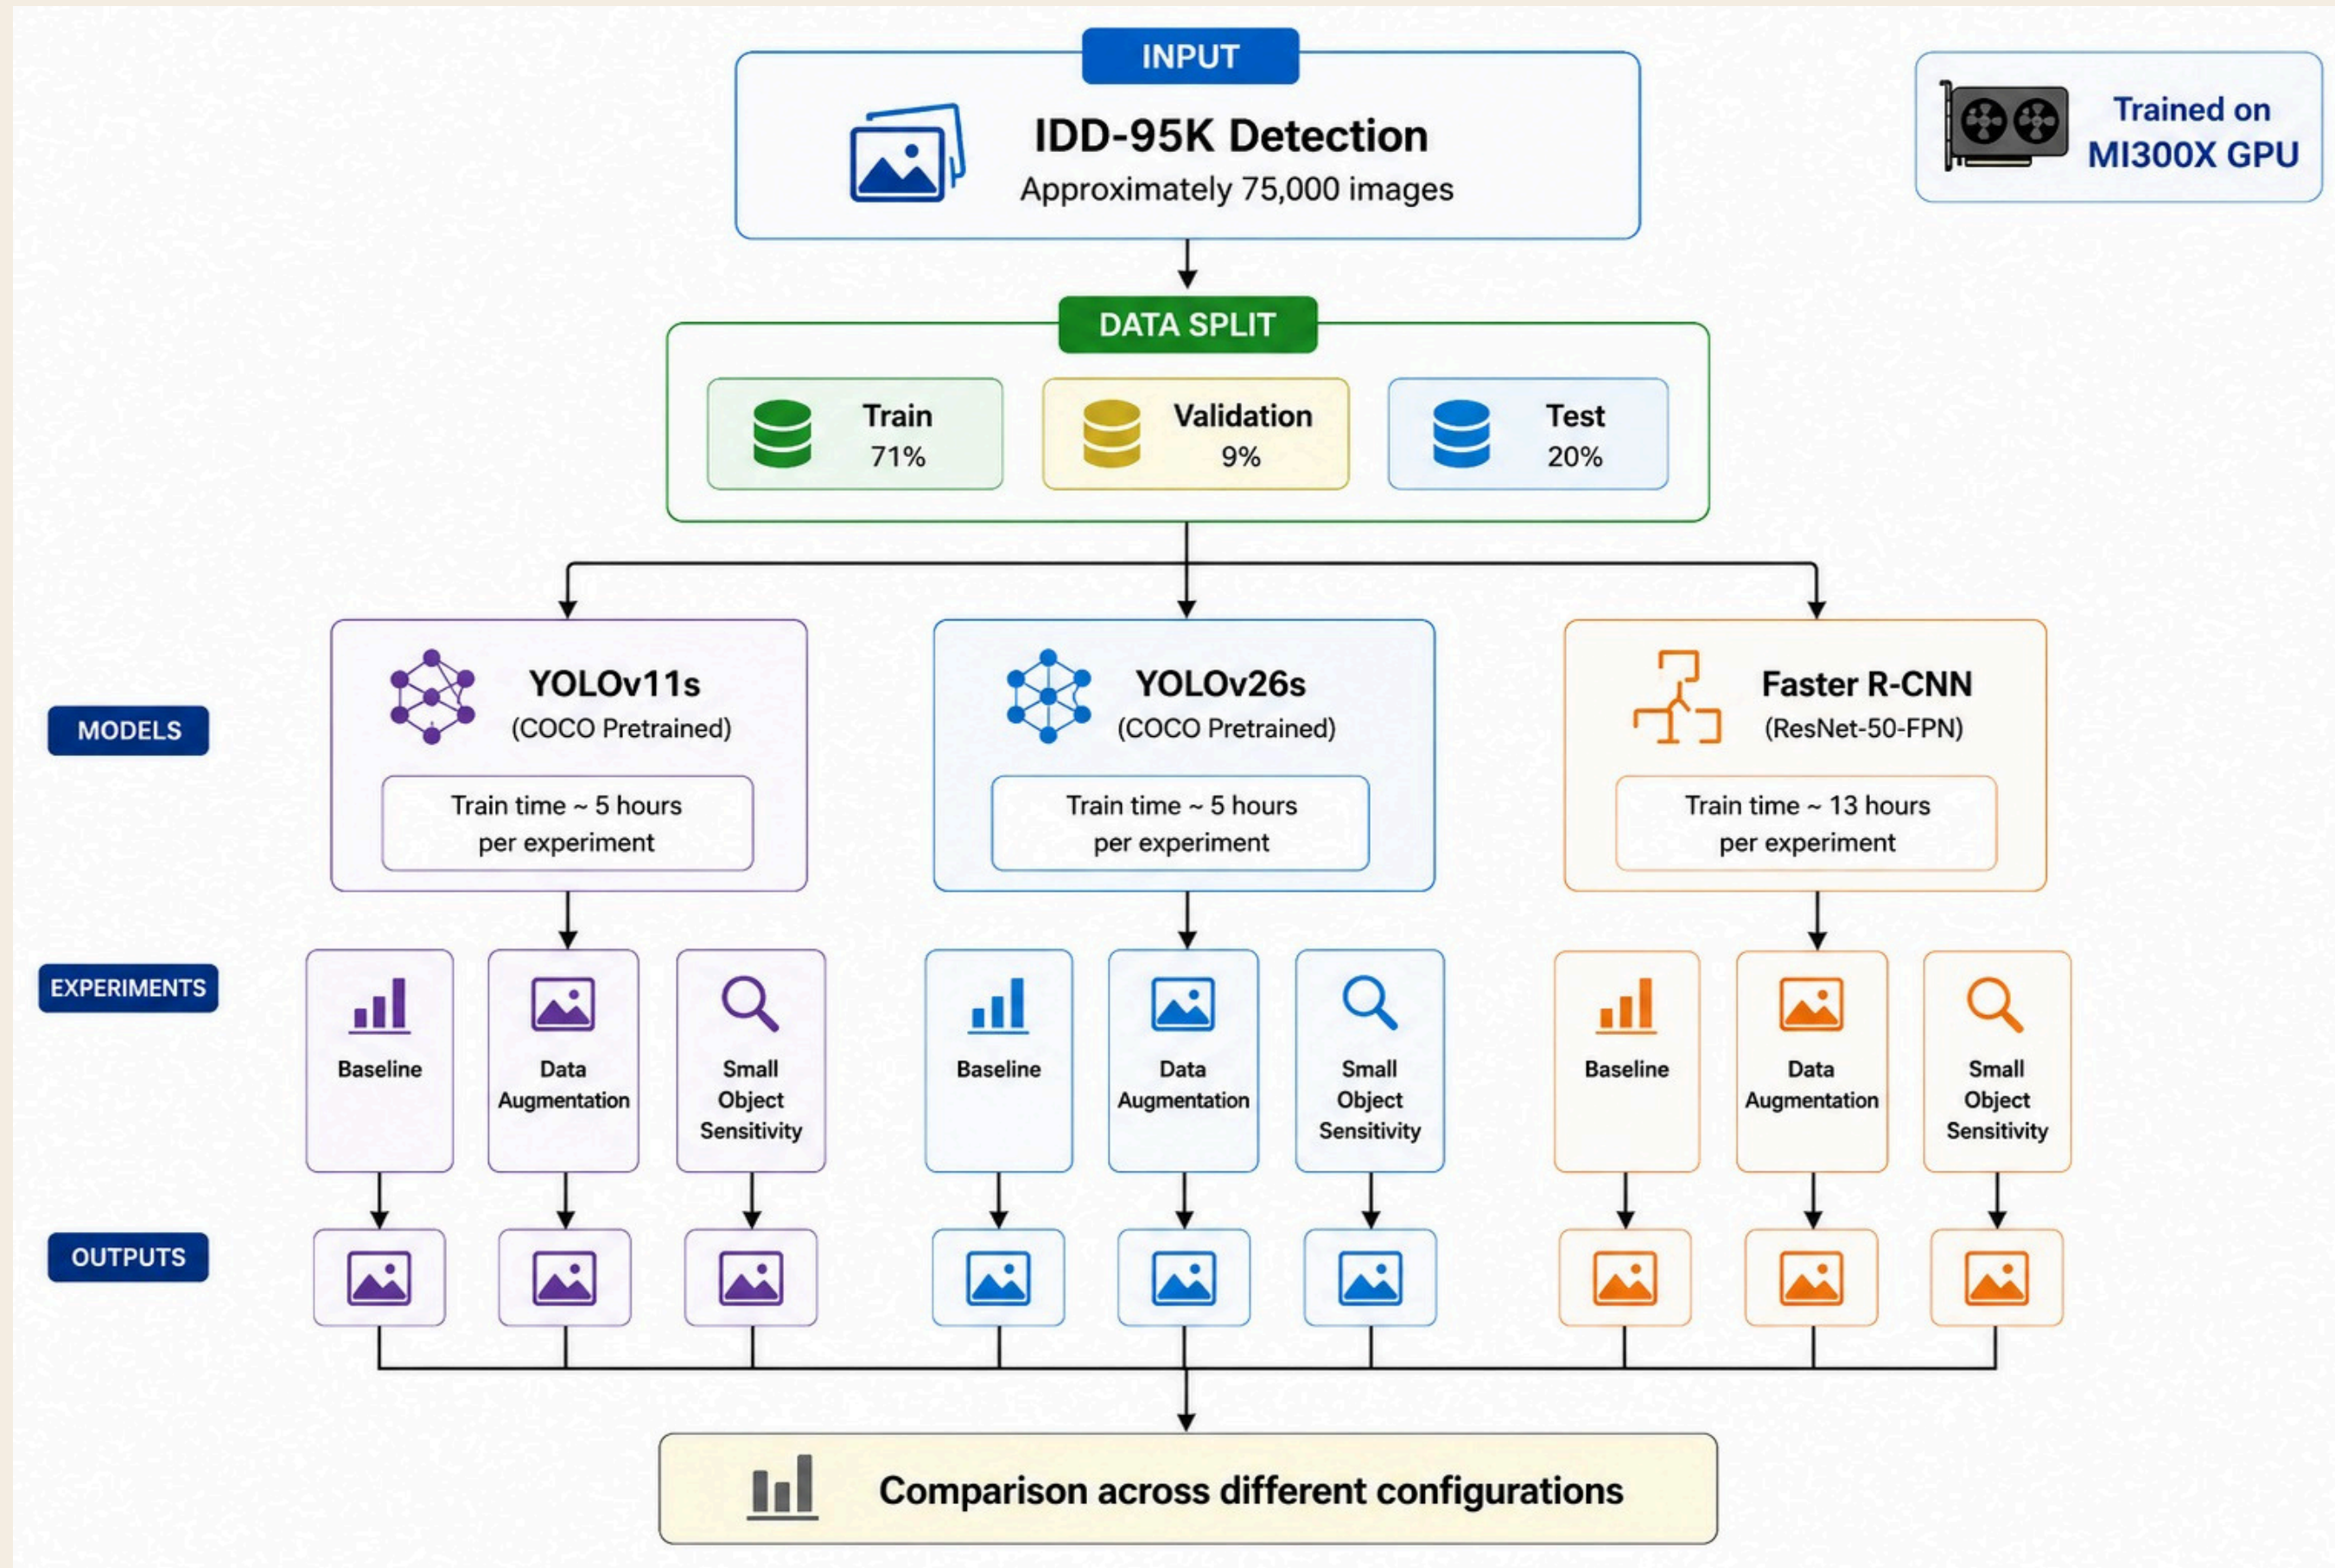 INPUT
IDD-95K Detection
Approximately 75,000 images
Trained on
MI300X GPU
DATA SPLIT
Train
71%
Validation
9%
Test
20%
MODELS
YOLOv11s
(COCO Pretrained)
Train time ~ 5 hours
per experiment
YOLOv26s
(COCO Pretrained)
Train time ~ 5 hours
per experiment
Faster R-CNN
(ResNet-50-FPN)
Train time ~ 13 hours
per experiment
EXPERIMENTS
Baseline
Data
Augmentation
Small
Object
Sensitivity
Baseline
Data
Augmentation
Small
Object
Sensitivity
Baseline
Data
Augmentation
Small
Object
Sensitivity
OUTPUTS
Comparison across different configurations